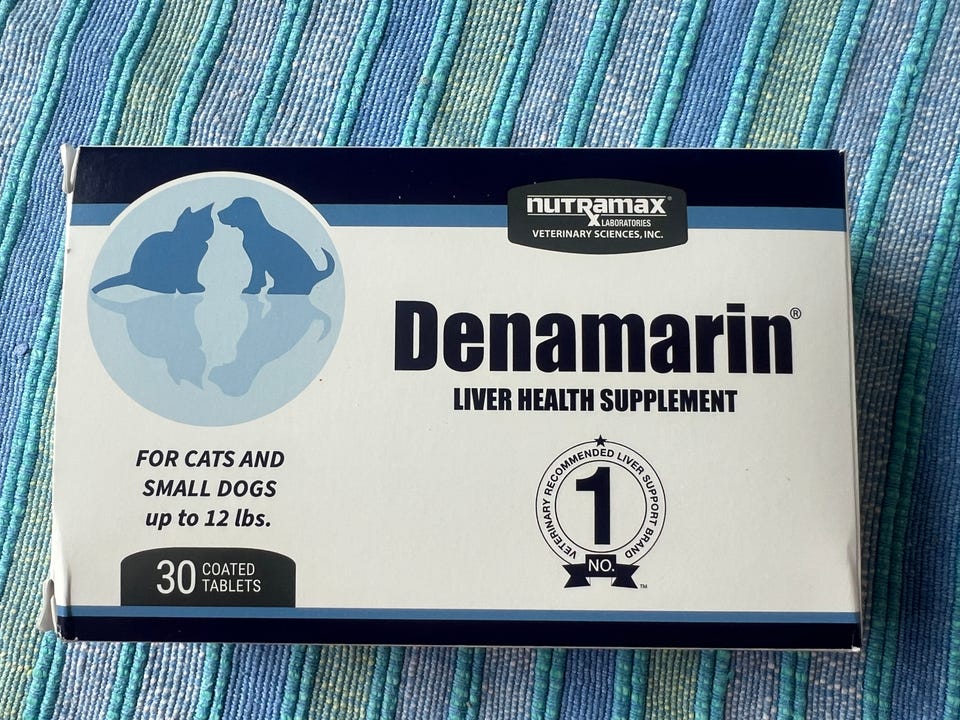 nutramax®
LABORATORIES
VETERINARY SCIENCES, INC.
Denamarin®
LIVER HEALTH SUPPLEMENT
FOR CATS AND
SMALL DOGS
up to 12 lbs.
30 COATED
TABLETS
VETERINARY RECOMMENDED LIVER SUPPORT BRAND
1
NO.
TM